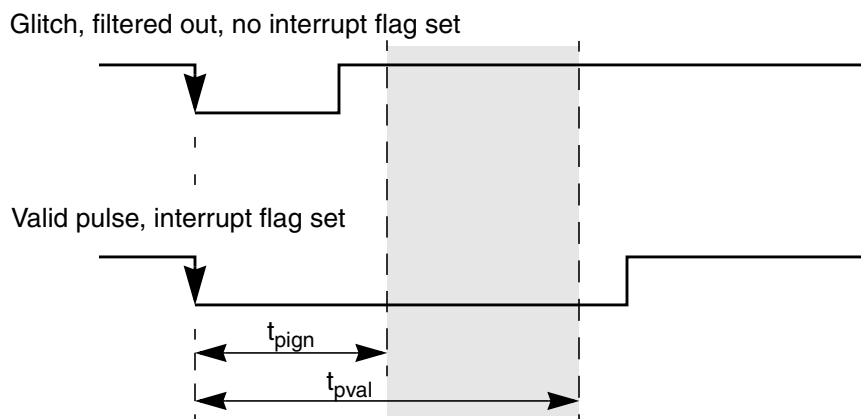 Glitch, filtered out, no interrupt flag set
Valid pulse, interrupt flag set
tpign
tpval